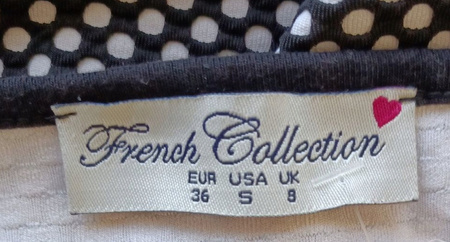 French Collection
EUR USA UK
36 S 8